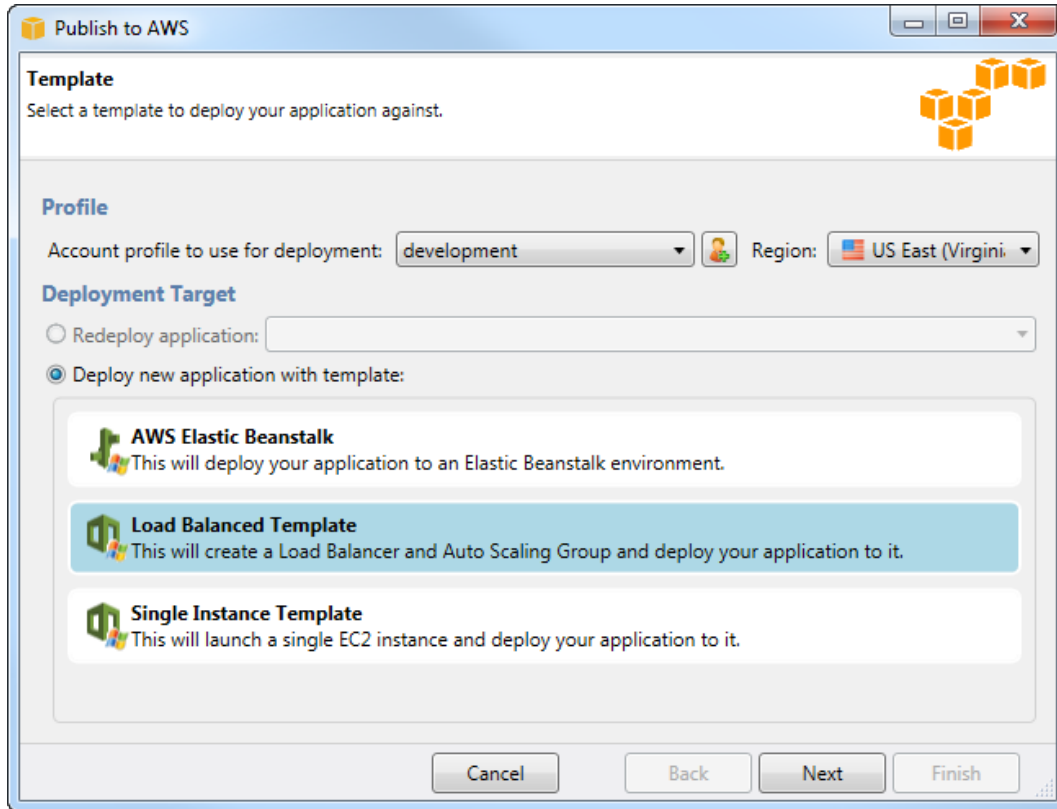 Publish to AWS
Template
Select a template to deploy your application against.
Profile
Account profile to use for deployment: development Region: US East (Virgini
Deployment Target
Redeploy application:
Deploy new application with template:
AWS Elastic Beanstalk
This will deploy your application to an Elastic Beanstalk environment.
Load Balanced Template
This will create a Load Balancer and Auto Scaling Group and deploy your application to it.
Single Instance Template
This will launch a single EC2 instance and deploy your application to it.
Cancel Back Next Finish